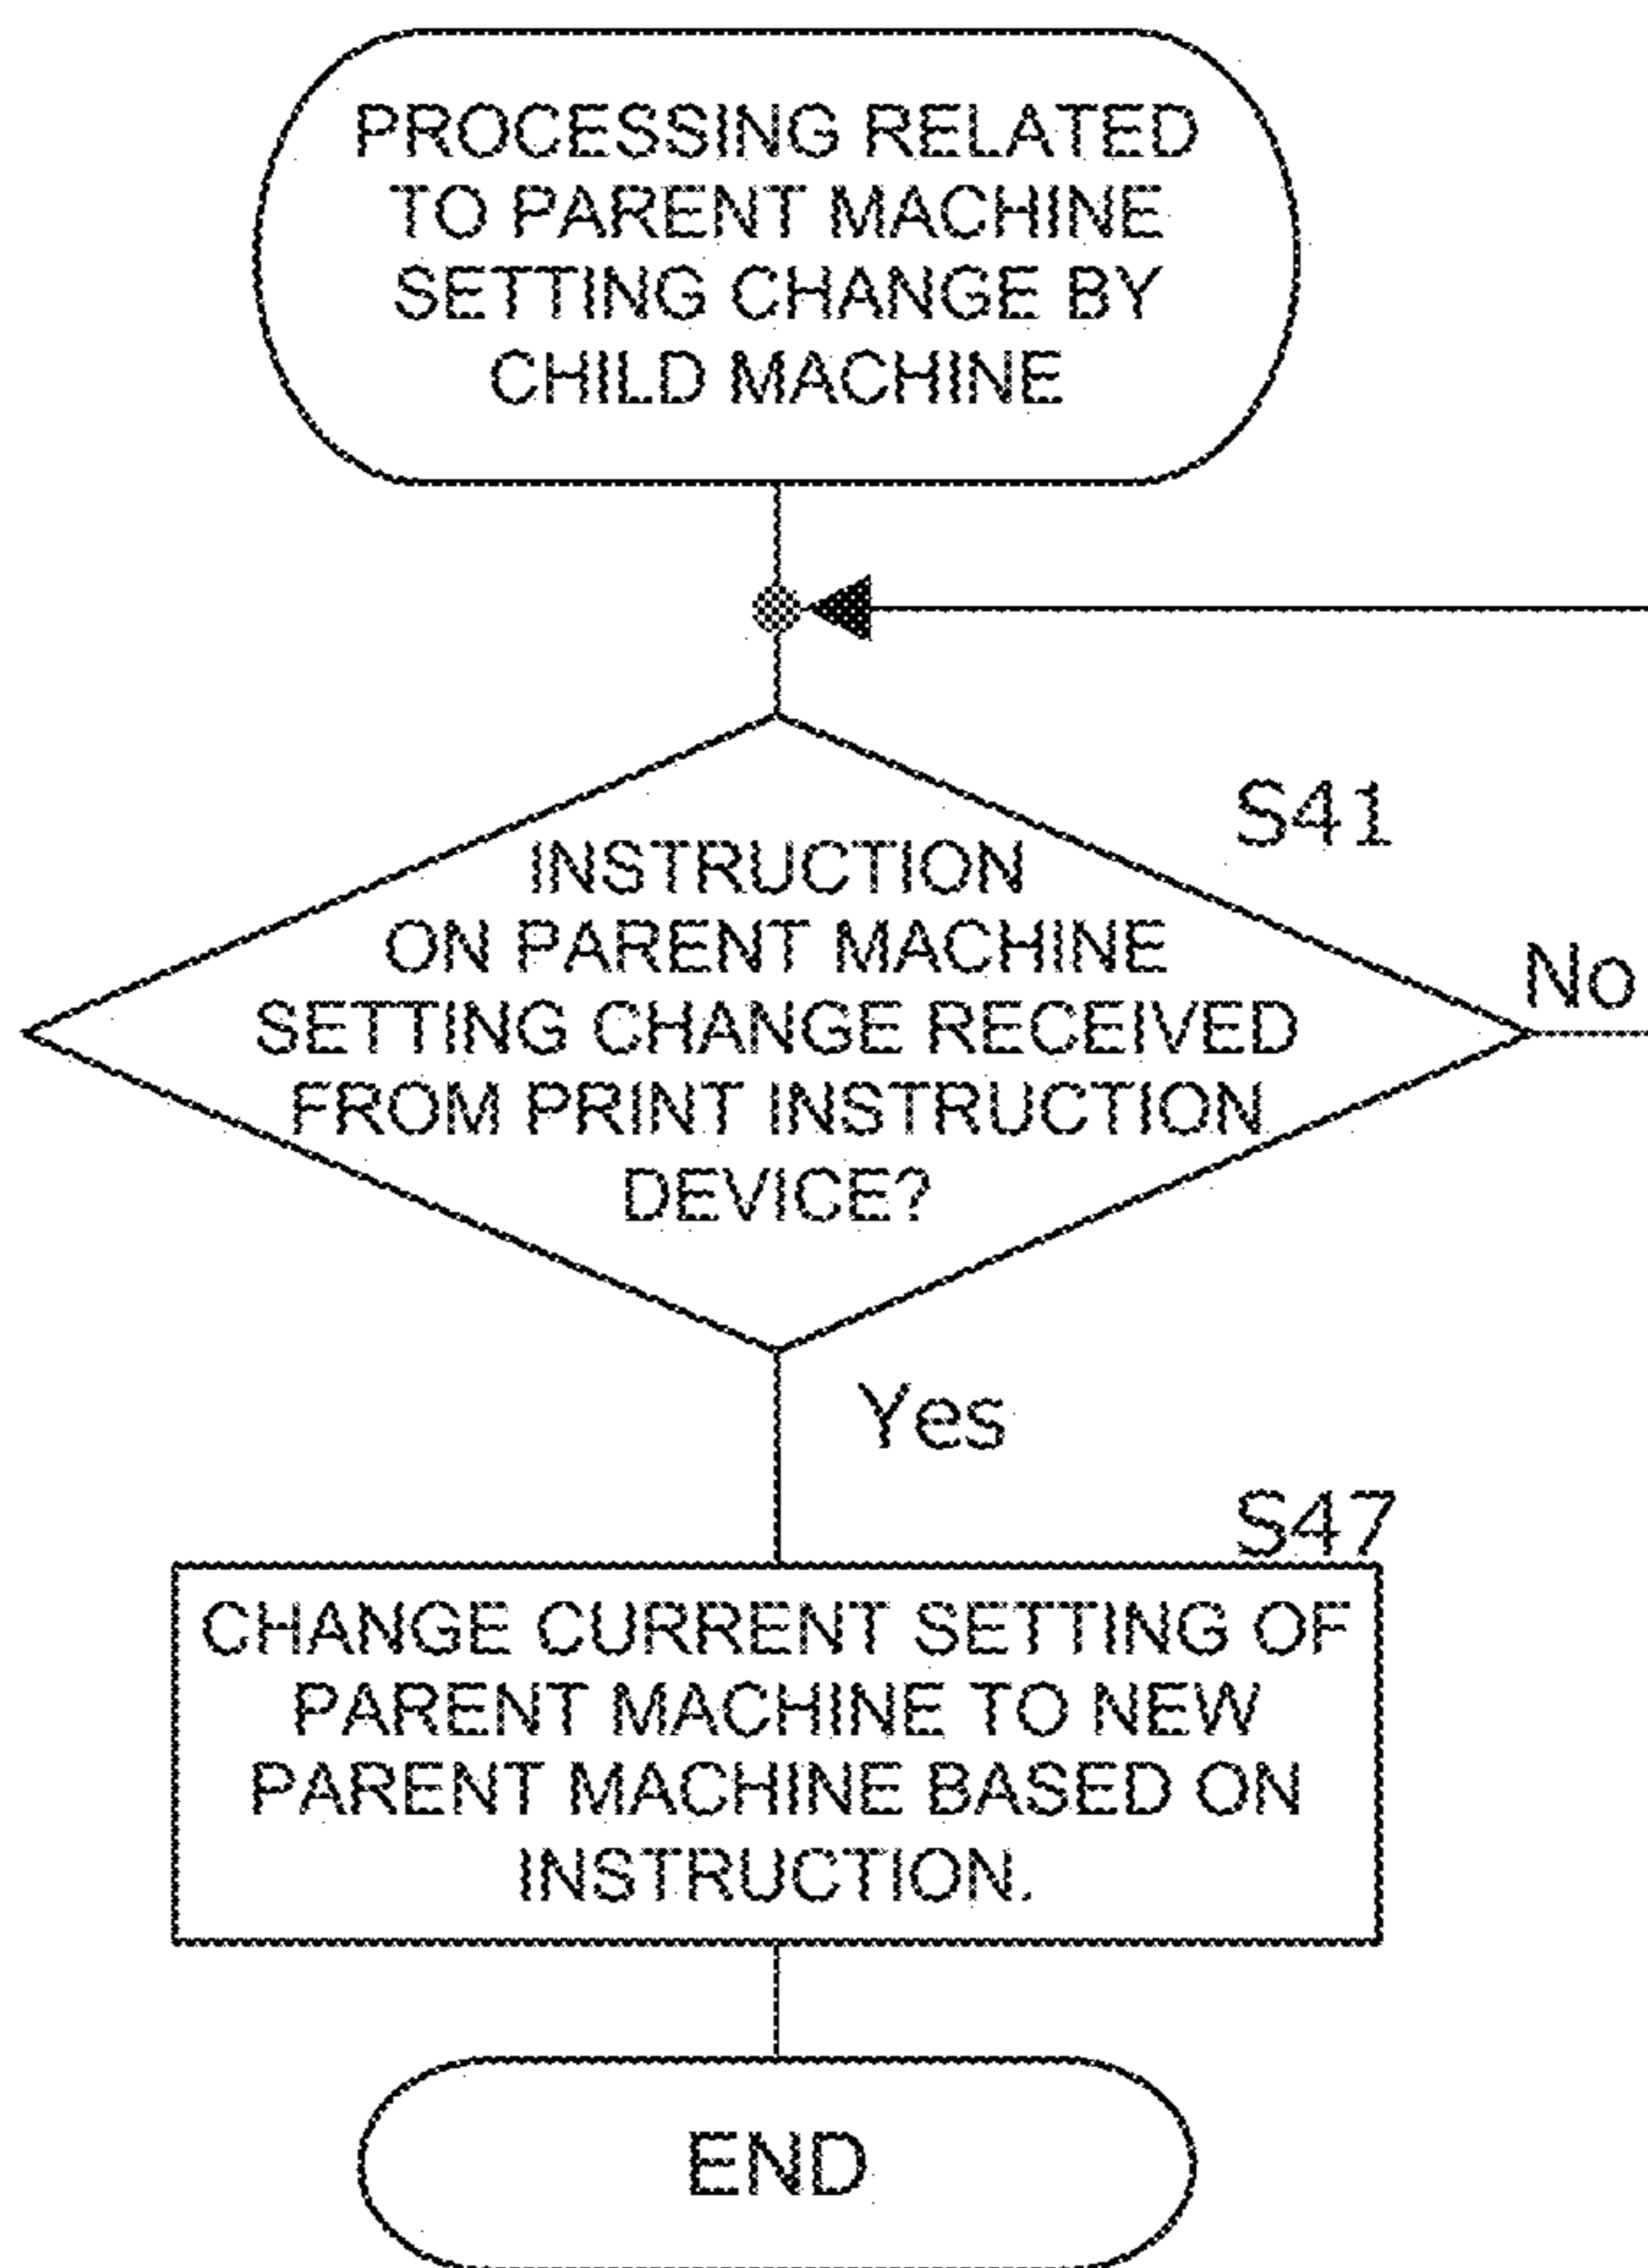 PROCESSING RELATED
TO PARENT MACHINE
SETTING CHANGE BY
CHILD MACHINE
S41
INSTRUCTION
ON PARENT MACHINE
SETTING CHANGE RECEIVED
FROM PRINT INSTRUCTION
DEVICE?
No
Yes
S47
CHANGE CURRENT SETTING OF
PARENT MACHINE TO NEW
PARENT MACHINE BASED ON
INSTRUCTION.
END